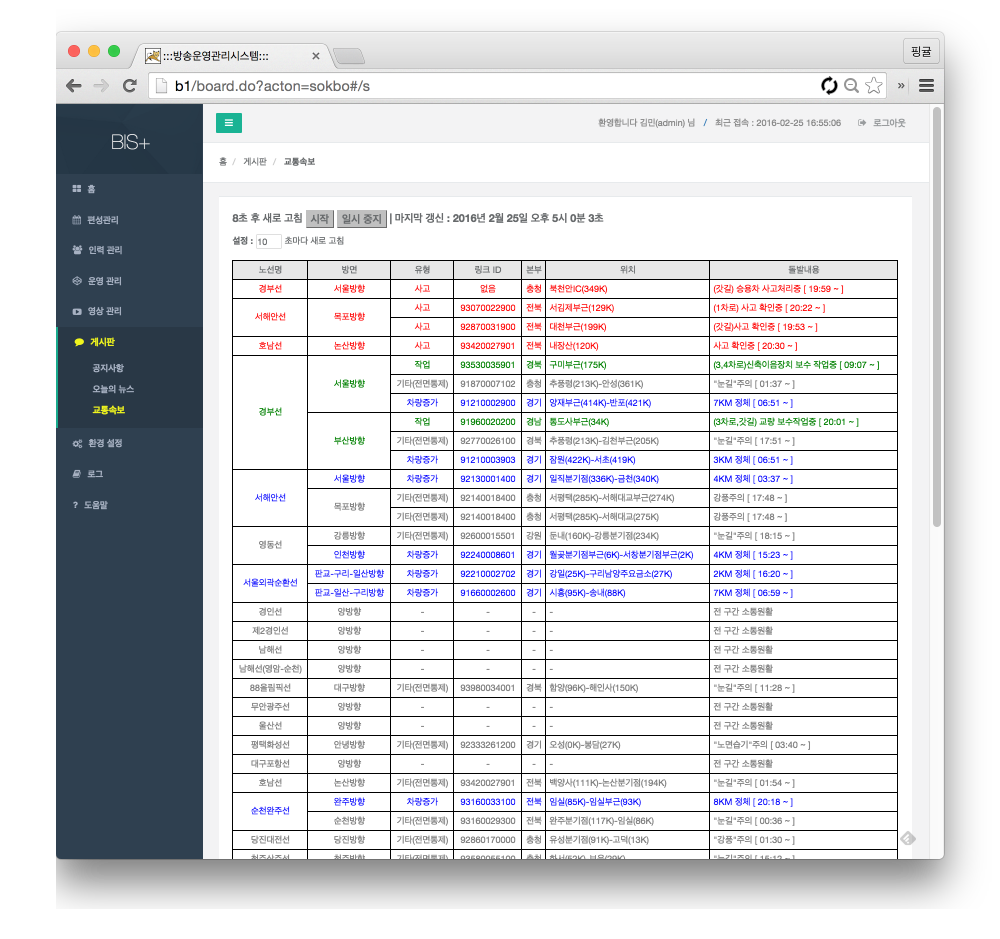 :::방송운영관리시스템:::
핑귤
b1/board.do?acton=sokbo#/s
BIS+
환영합니다 김민(admin) 님 / 최근 접속 : 2016-02-25 16:55:06 로그아웃
홈 / 게시판 / 교통속보
홈
편성관리
인력 관리
운영 관리
영상 관리
게시판
공지사항
오늘의 뉴스
교통속보
환경 설정
로그
? 도움말
8초 후 새로 고침 시작 일시 중지 | 마지막 갱신 : 2016년 2월 25일 오후 5시 0분 3초
설정 : 10 초마다 새로 고침
노선명 방면 유형 링크 ID 본부 위치 돌발내용
경부선 서울방향 사고 없음 충청 북천안IC(349K) (갓길) 승용차 사고처리중 [ 19:59 ~ ]
서해안선 목포방향 사고 93070022900 전북 서김제부근(129K) (1차로) 사고 확인중 [ 20:22 ~ ]
사고 92870031900 전북 대천부근(199K) (갓길)사고 확인중 [ 19:53 ~ ]
호남선 논산방향 사고 93420027901 전북 내장산(120K) 사고 확인중 [ 20:30 ~ ]
경부선 서울방향 작업 93530035901 경북 구미부근(175K) (3,4차로)신축이음장치 보수 작업중 [ 09:07 ~ ]
기타(전면통제) 91870007102 충청 추풍령(213K)-안성(361K) "눈길"주의 [ 01:37 ~ ]
차량증가 91210002900 경기 양재부근(414K)-반포(421K) 7KM 정체 [ 06:51 ~ ]
부산방향 작업 91960020200 경남 통도사부근(34K) (3차로,갓길) 교량 보수작업중 [ 20:01 ~ ]
기타(전면통제) 92770026100 경북 추풍령(213K)-김천부근(205K) "눈길"주의 [ 17:51 ~ ]
차량증가 91210003903 경기 잠원(422K)-서초(419K) 3KM 정체 [ 06:51 ~ ]
서해안선 서울방향 차량증가 92130001400 경기 일직분기점(336K)-금천(340K) 4KM 정체 [ 03:37 ~ ]
목포방향 기타(전면통제) 92140018400 충청 서평택(285K)-서해대교부근(274K) 강풍주의 [ 17:48 ~ ]
기타(전면통제) 92140018400 충청 서평택(285K)-서해대교(275K) 강풍주의 [ 17:48 ~ ]
영동선 강릉방향 기타(전면통제) 92600015501 강원 둔내(160K)-강릉분기점(234K) "눈길"주의 [ 18:15 ~ ]
인천방향 차량증가 92240008601 경기 월곶분기점부근(6K)-서창분기점부근(2K) 4KM 정체 [ 15:23 ~ ]
서울외곽순환선 판교-구리-일산방향 차량증가 92210002702 경기 강일(25K)-구리남양주요금소(27K) 2KM 정체 [ 16:20 ~ ]
판교-일산-구리방향 차량증가 91660002600 경기 시흥(95K)-송내(88K) 7KM 정체 [ 06:59 ~ ]
경인선 양방향 - - - - 전 구간 소통원활
제2경인선 양방향 - - - - 전 구간 소통원활
남해선 양방향 - - - - 전 구간 소통원활
남해선(영암-순천) 양방향 - - - - 전 구간 소통원활
88올림픽선 대구방향 기타(전면통제) 93980034001 경북 함양(96K)-해인사(150K) "눈길"주의 [ 11:28 ~ ]
무안광주선 양방향 - - - - 전 구간 소통원활
울산선 양방향 - - - - 전 구간 소통원활
평택화성선 안녕방향 기타(전면통제) 92333261200 경기 오성(0K)-봉담(27K) "노면습기"주의 [ 03:40 ~ ]
대구포항선 양방향 - - - - 전 구간 소통원활
호남선 논산방향 기타(전면통제) 93420027901 전북 백양사(111K)-논산분기점(194K) "눈길"주의 [ 01:54 ~ ]
순천완주선 완주방향 차량증가 93160033100 전북 임실(85K)-임실부근(93K) 8KM 정체 [ 20:18 ~ ]
순천방향 기타(전면통제) 93160029300 전북 완주분기점(117K)-임실(86K) "눈길"주의 [ 00:36 ~ ]
당진대전선 당진방향 기타(전면통제) 92860170000 충청 유성분기점(91K)-고덕(13K) "강풍"주의 [ 01:30 ~ ]